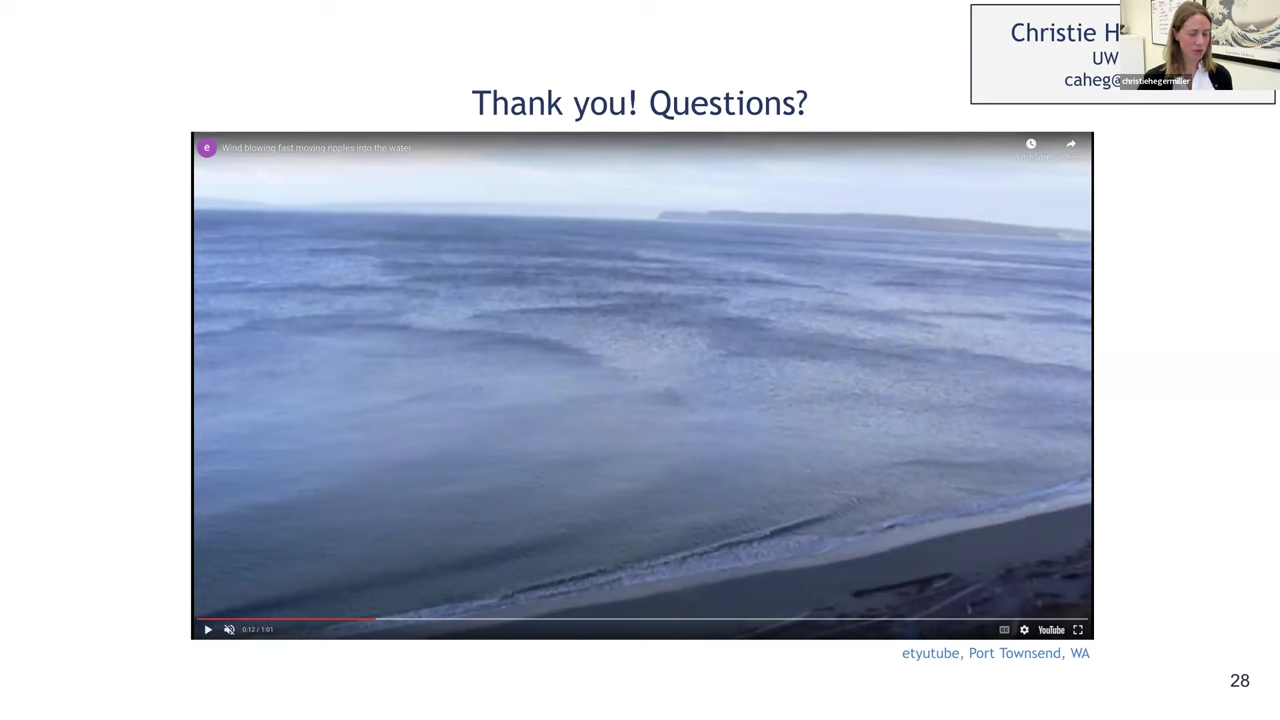 Christie H
UW
caheg@
christiehegermiller
Thank you! Questions?
e
Wind blowing fast moving ripples into the water
0:12 / 1:01
CC
YouTube
etyutube, Port Townsend, WA
28